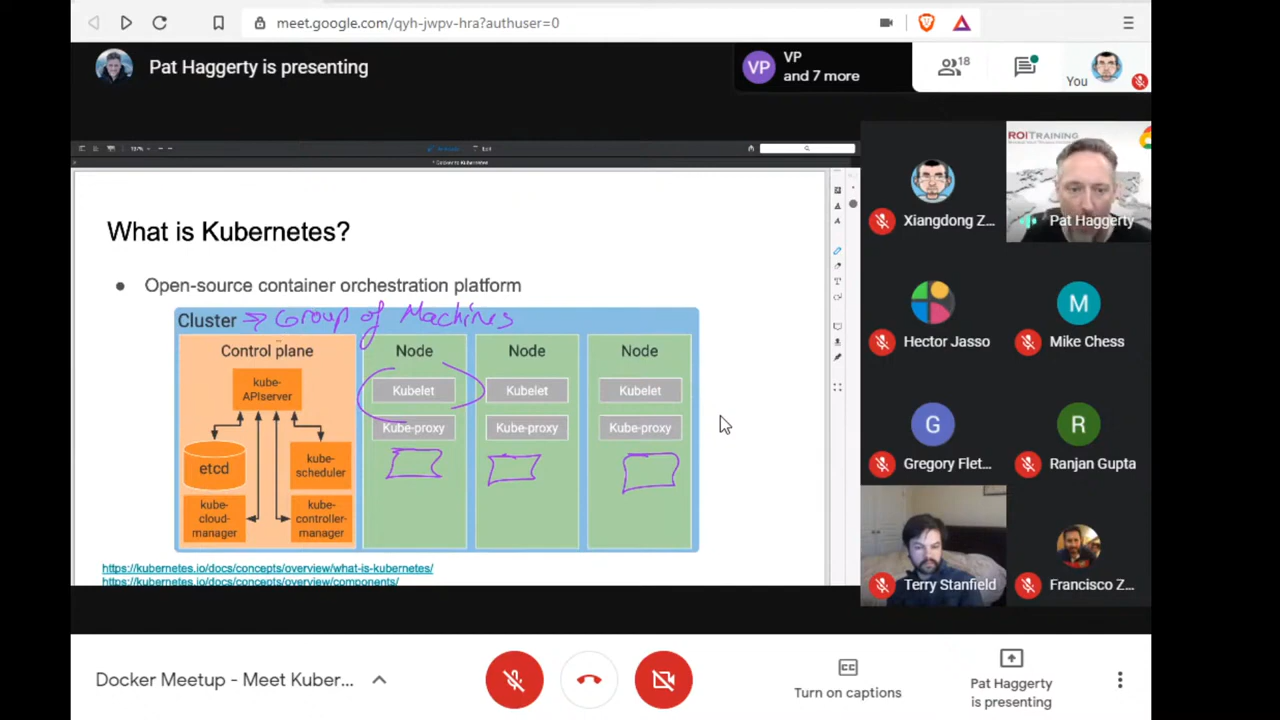 meet.google.com/qyh-jwpv-hra?authuser=0
Pat Haggerty is presenting
VP
VP
and 7 more
18
You
Edit
What is Kubernetes?
● Open-source container orchestration platform
Cluster → Group of Machines
Control plane
kube-
APIserver
etcd
kube-
scheduler
kube-
cloud-
manager
kube-
controller-
manager
Node
Kubelet
Kube-proxy
Node
Kubelet
Kube-proxy
Node
Kubelet
Kube-proxy
https://kubernetes.io/docs/concepts/overview/what-is-kubernetes/
https://kubernetes.io/docs/concepts/overview/components/
Xiangdong Z...
ROITRAINING
Pat Haggerty
Hector Jasso
M
Mike Chess
G
Gregory Flet...
R
Ranjan Gupta
Terry Stanfield
Francisco Z...
Docker Meetup - Meet Kuber...
CC
Turn on captions
Pat Haggerty
is presenting